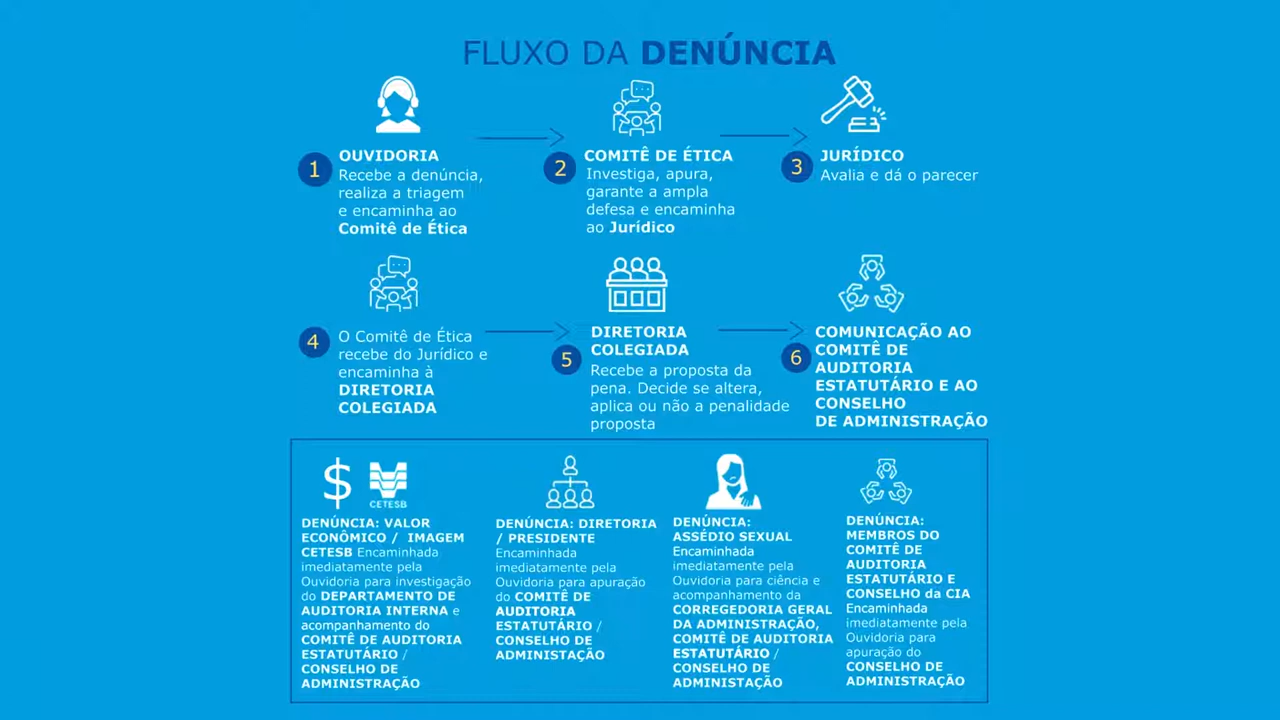 FLUXO DA DENÚNCIA
1
OUVIDORIA
Recebe a denúncia,
realiza a triagem
e encaminha ao
Comitê de Ética
2
COMITÊ DE ÉTICA
Investiga, apura,
garante a ampla
defesa e encaminha
ao Jurídico
3
JURÍDICO
Avalia e dá o parecer
4
O Comitê de Ética
recebe do Jurídico e
encaminha à
DIRETORIA
COLEGIADA
5
DIRETORIA
COLEGIADA
Recebe a proposta da
pena. Decide se altera,
aplica ou não a penalidade
proposta
6
COMUNICAÇÃO AO
COMITÊ DE
AUDITORIA
ESTATUTÁRIO E AO
CONSELHO
DE ADMINISTRAÇÃO
$
CETESB
DENÚNCIA: VALOR
ECONÔMICO / IMAGEM
CETESB Encaminhada
imediatamente pela
Ouvidoria para investigação
do DEPARTAMENTO DE
AUDITORIA INTERNA e
acompanhamento do
COMITÊ DE AUDITORIA
ESTATUTÁRIO /
CONSELHO DE
ADMINISTRAÇÃO
DENÚNCIA: DIRETORIA
/ PRESIDENTE
Encaminhada
imediatamente pela
Ouvidoria para apuração
do COMITÊ DE
AUDITORIA
ESTATUTÁRIO /
CONSELHO DE
ADMINISTAÇÃO
DENÚNCIA:
ASSÉDIO SEXUAL
Encaminhada
imediatamente pela
Ouvidoria para ciência e
acompanhamento da
CORREGEDORIA GERAL
DA ADMINISTRAÇÃO,
COMITÊ DE AUDITORIA
ESTATUTÁRIO /
CONSELHO DE
ADMINISTAÇÃO
DENÚNCIA:
MEMBROS DO
COMITÊ DE
AUDITORIA
ESTATUTÁRIO E
CONSELHO da CIA
Encaminhada
imediatamente pela
Ouvidoria para
apuração do
CONSELHO DE
ADMINISTRAÇÃO